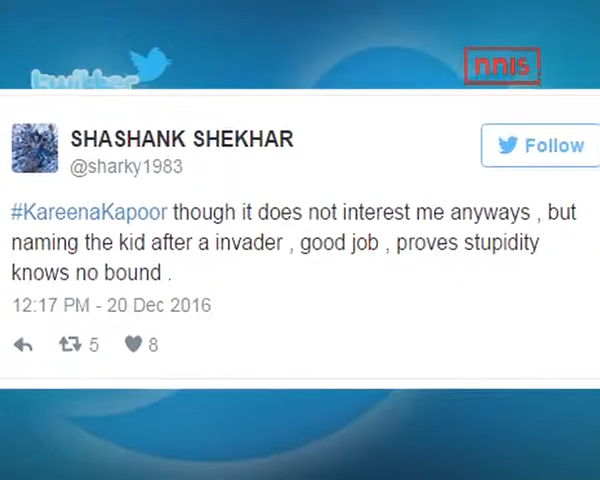 twitter
nnis
SHASHANK SHEKHAR
@sharky1983
Follow
#KareenaKapoor though it does not interest me anyways , but
naming the kid after a invader , good job , proves stupidity
knows no bound .
12:17 PM - 20 Dec 2016
5 8